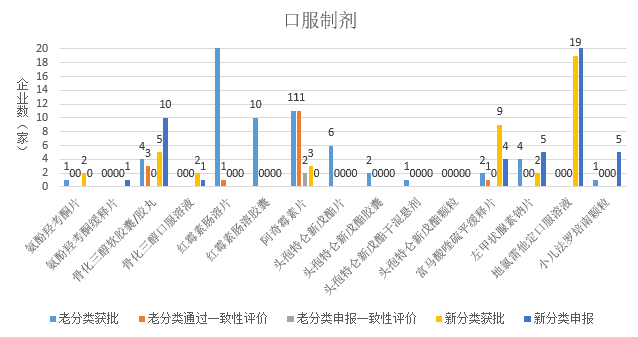 口服制剂
企业数（家）
20
18
16
14
12
10
8
6
4
2
0
1 0 0 2 0
0 0 0 0 1
4 3 0 5 10
0 0 0 2 1
1 0 0 0
10 0 0 0 0
11 11 2 3 0
6 0 0 0 0
2 0 0 0 0
1 0 0 0 0
0 0 0 0 0
2 1 0 9 4
4 0 0 2 5
0 0 0 19
1 0 0 0 5
氨酚羟考酮片
氨酚羟考酮缓释片
骨化三醇软胶囊/胶丸
骨化三醇口服溶液
红霉素肠溶片
红霉素肠溶胶囊
阿奇霉素片
头孢特仑新戊酯片
头孢特仑新戊酯胶囊
头孢特仑新戊酯干混悬剂
头孢特仑新戊酯颗粒
富马酸喹硫平缓释片
左甲状腺素钠片
地氯雷他定口服溶液
小儿法罗培南颗粒
老分类获批 老分类通过一致性评价 老分类申报一致性评价 新分类获批 新分类申报